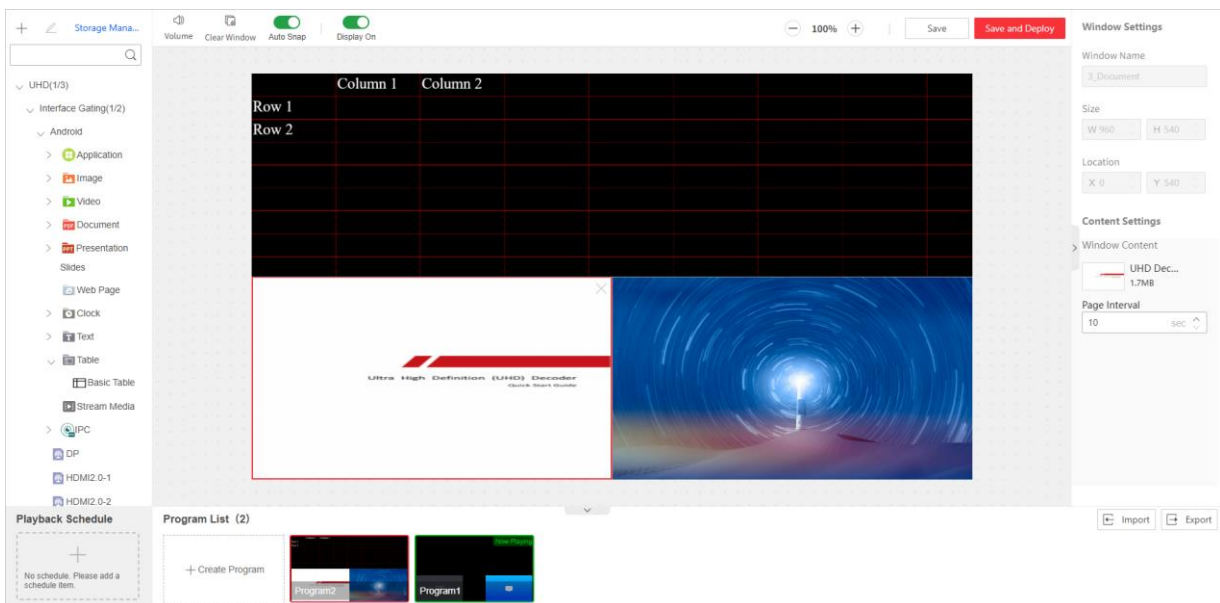 Storage Mana...
Volume
Clear Window
Auto Snap
Display On
100%
Save
Save and Deploy
UHD(1/3)
Interface Gating(1/2)
Android
Application
Image
Video
PDF
Document
PPT
Presentation
Slides
Web Page
Clock
T
Text
Table
Basic Table
Stream Media
IPC
DP
HDMI2.0-1
HDMI2.0-2
Column 1 Column 2
Row 1
Row 2
Ultra High Definition (UHD) Decoder
Quick Start Guide
Window Settings
Window Name
3_Document
Size
W 960 H 540
Location
X 0 Y 540
Content Settings
Window Content
UHD Dec...
1.7MB
Page Interval
10 sec
Playback Schedule
No schedule. Please add a
schedule item.
Program List (2)
Import
Export
Create Program
Program2
Now Playing
Program1